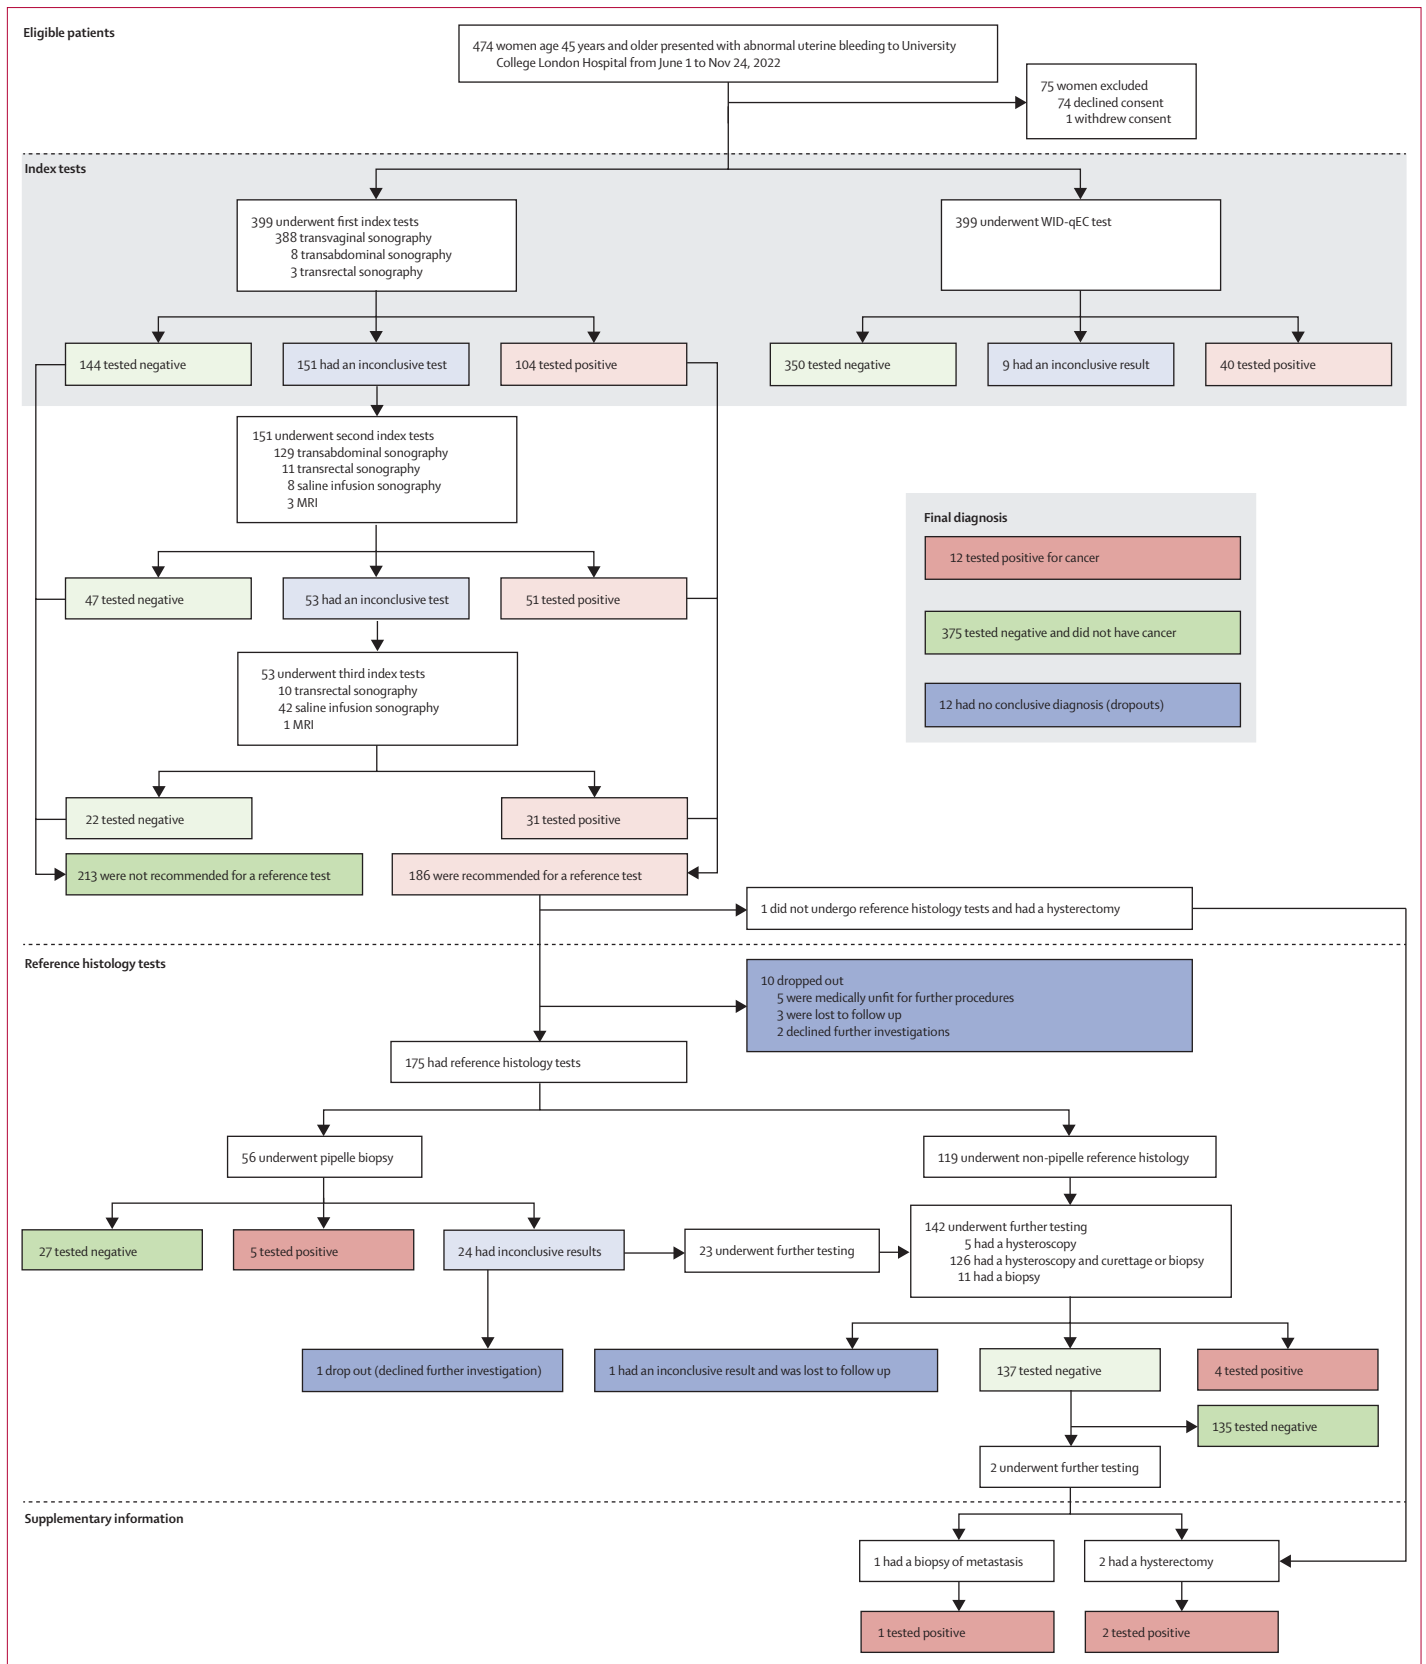 Eligible patients
474 women age 45 years and older presented with abnormal uterine bleeding to University
College London Hospital from June 1 to Nov 24, 2022
75 women excluded
74 declined consent
1 withdrew consent
Index tests
399 underwent first index tests
388 transvaginal sonography
8 transabdominal sonography
3 transrectal sonography
399 underwent WID-qEC test
144 tested negative
151 had an inconclusive test
104 tested positive
350 tested negative
9 had an inconclusive result
40 tested positive
151 underwent second index tests
129 transabdominal sonography
11 transrectal sonography
8 saline infusion sonography
3 MRI
Final diagnosis
12 tested positive for cancer
375 tested negative and did not have cancer
12 had no conclusive diagnosis (dropouts)
47 tested negative
53 had an inconclusive test
51 tested positive
53 underwent third index tests
10 transrectal sonography
42 saline infusion sonography
1 MRI
22 tested negative
31 tested positive
213 were not recommended for a reference test
186 were recommended for a reference test
1 did not undergo reference histology tests and had a hysterectomy
Reference histology tests
10 dropped out
5 were medically unfit for further procedures
3 were lost to follow up
2 declined further investigations
175 had reference histology tests
56 underwent pipelle biopsy
119 underwent non-pipelle reference histology
27 tested negative
5 tested positive
24 had inconclusive results
23 underwent further testing
142 underwent further testing
5 had a hysteroscopy
126 had a hysteroscopy and curettage or biopsy
11 had a biopsy
1 drop out (declined further investigation)
1 had an inconclusive result and was lost to follow up
137 tested negative
4 tested positive
135 tested negative
2 underwent further testing
Supplementary information
1 had a biopsy of metastasis
2 had a hysterectomy
1 tested positive
2 tested positive